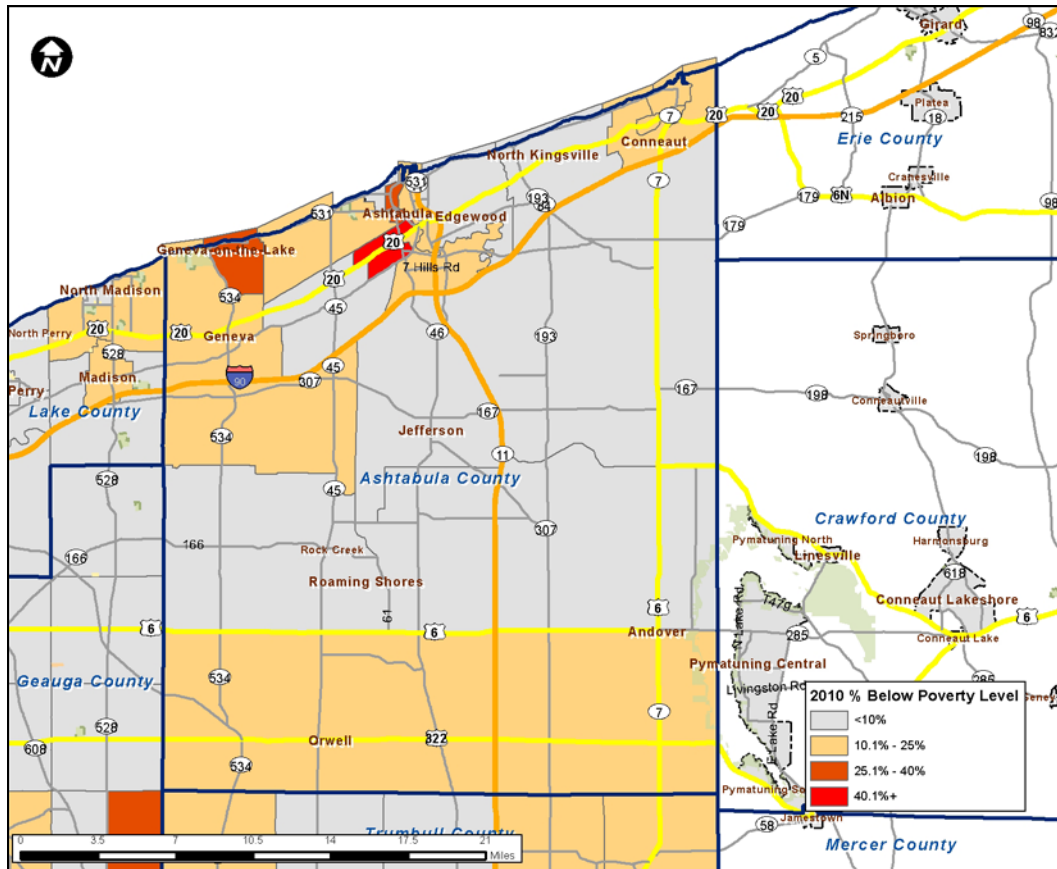 N
Girard
98
832
5
Platea
18
20
20
20
215
7
Erie County
North Kingsville
Conneaut
Cranesville
531
7
193
84
179
6N
Albion
98
531
Ashtabula
Edgewood
179
Geneva-on-the-Lake
20
7 Hills Rd
North Madison
534
20
45
North Perry
20
20
Geneva
46
193
Springboro
528
Madison
45
Perry
90
307
167
198
Conneautville
Lake County
167
534
Jefferson
11
198
528
Ashtabula County
45
307
Crawford County
Pymatuning North
Harmonsburg
166
166
Rock Creek
Linesville
Roaming Shores
618
61
147g
Conneaut Lakeshore
N Lake Rd
6
6
6
6
Andover
285
Conneaut Lake
Geauga County
534
Pymatuning Central
285
Livingston Rd
2010 % Below Poverty Level
528
7
<10%
608
Orwell
322
E Lake Rd
10.1% - 25%
534
25.1% - 40%
40.1%+
Jamestown
58
Trumbull County
Mercer County
0
3.5
7
10.5
14
17.5
21
Miles